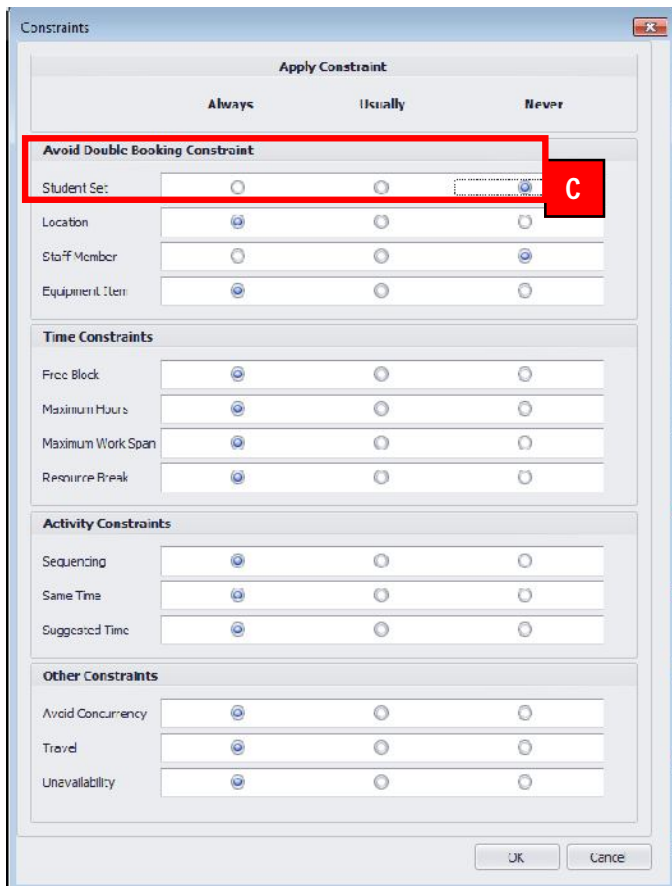 Constraints
Apply Constraint
Always Usually Never
Avoid Double Booking Constraint
Student Set
C
Location
Staff Member
Equipment Item
Time Constraints
Free Block
Maximum Hours
Maximum Work Span
Resource Break
Activity Constraints
Sequencing
Same Time
Suggested Time
Other Constraints
Avoid Concurrency
Travel
Unavailability
OK Cancel